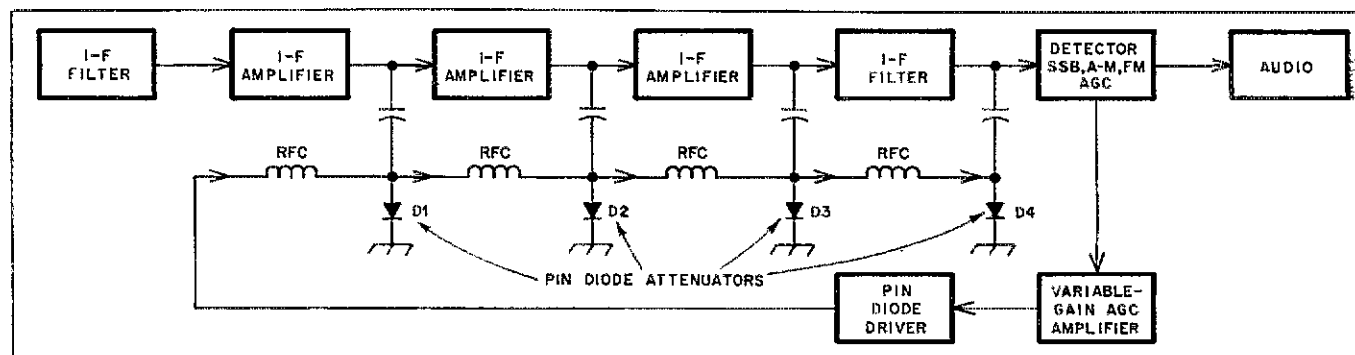 I-F
FILTER
I-F
AMPLIFIER
I-F
AMPLIFIER
I-F
AMPLIFIER
I-F
FILTER
DETECTOR
SSB,A-M,FM
AGC
AUDIO
RFC
RFC
RFC
RFC
D1
D2
D3
D4
PIN DIODE ATTENUATORS
PIN
DIODE
DRIVER
VARIABLE-
GAIN AGC
AMPLIFIER